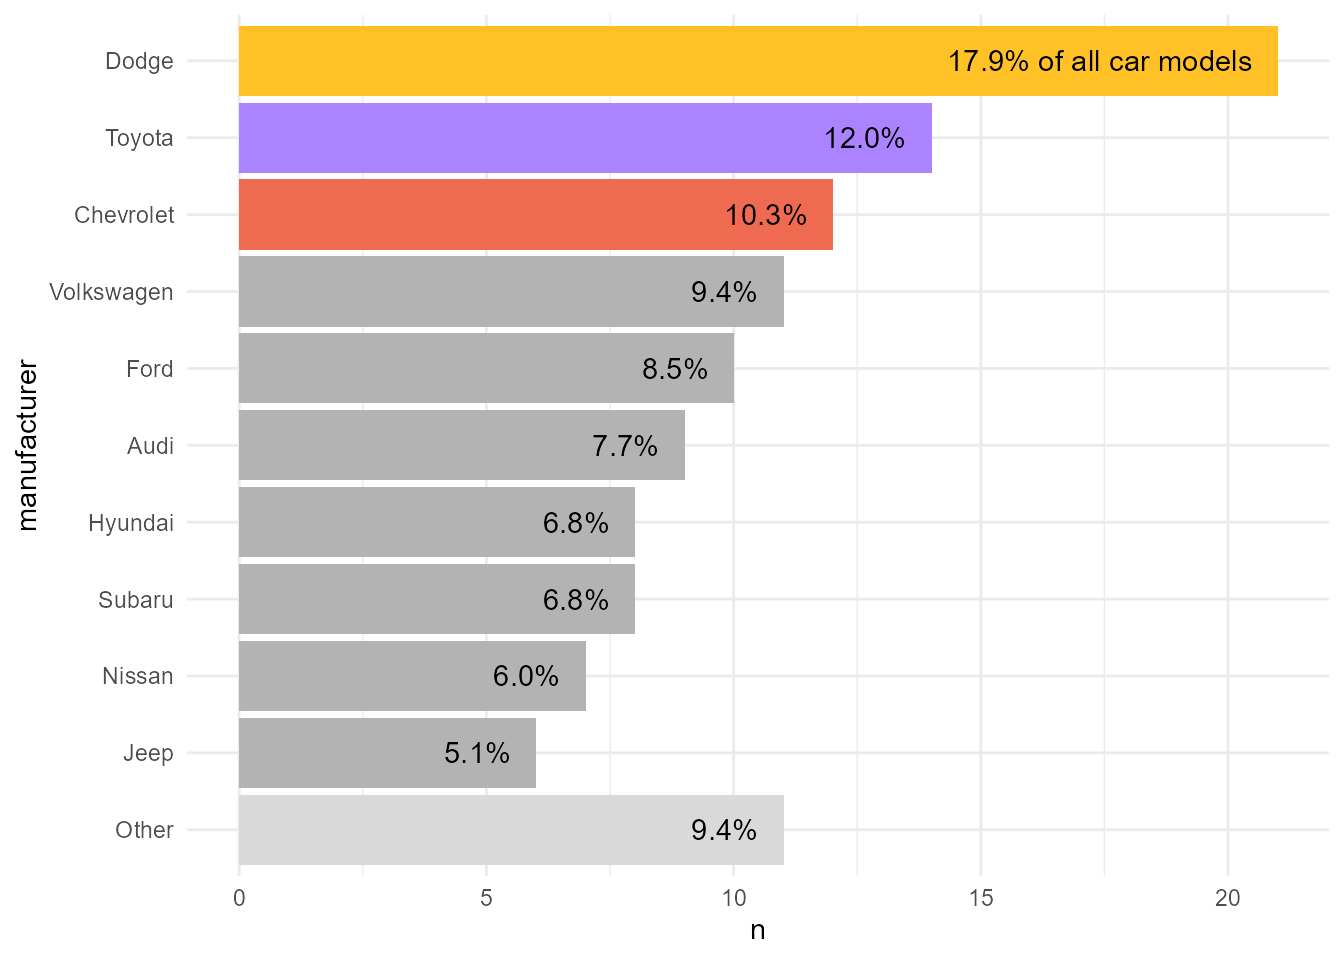 Dodge
17.9% of all car models
Toyota
12.0%
Chevrolet
10.3%
Volkswagen
9.4%
Ford
8.5%
Audi
7.7%
Hyundai
6.8%
Subaru
6.8%
Nissan
6.0%
Jeep
5.1%
Other
9.4%
manufacturer
0 5 10 15 20
n